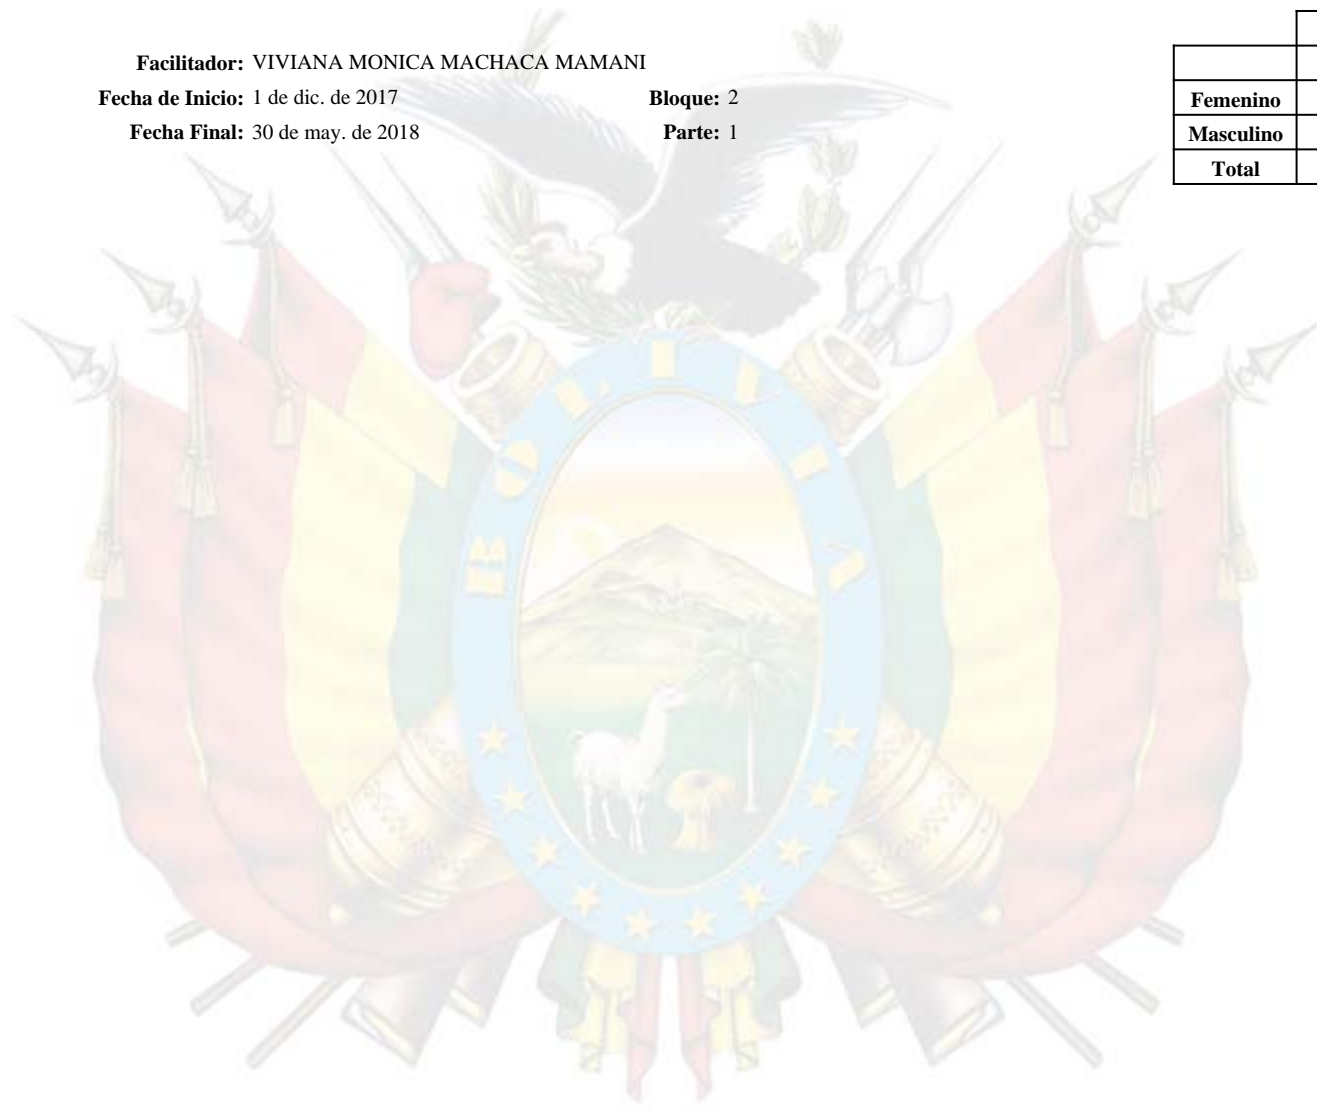 Facilitador: VIVIANA MONICA MACHACA MAMANI
Fecha de Inicio: 1 de dic. de 2017 Bloque: 2
Fecha Final: 30 de may. de 2018 Parte: 1
Femenino
Masculino
Total
BOLIVIA